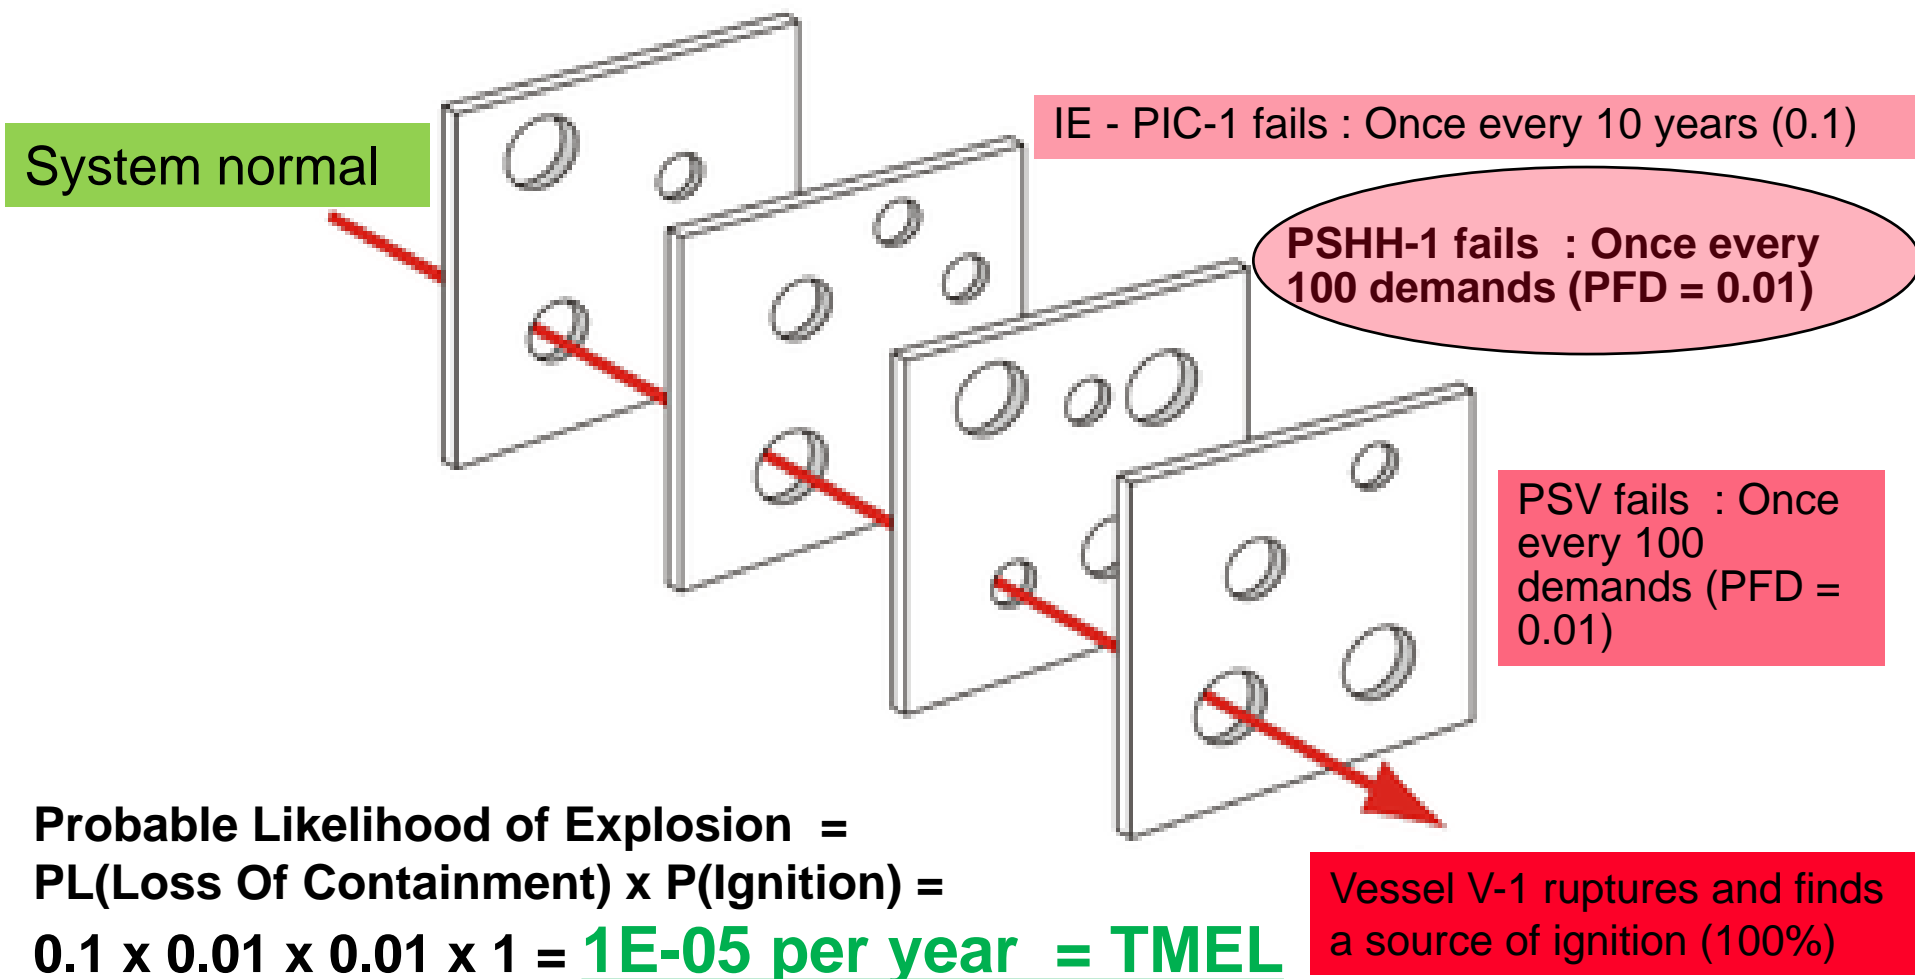 System normal
IE - PIC-1 fails : Once every 10 years (0.1)
PSHH-1 fails : Once every
100 demands (PFD = 0.01)
PSV fails : Once
every 100
demands (PFD =
0.01)
Probable Likelihood of Explosion =
PL(Loss Of Containment) x P(Ignition) =
0.1 x 0.01 x 0.01 x 1 = 1E-05 per year = TMEL
Vessel V-1 ruptures and finds
a source of ignition (100%)